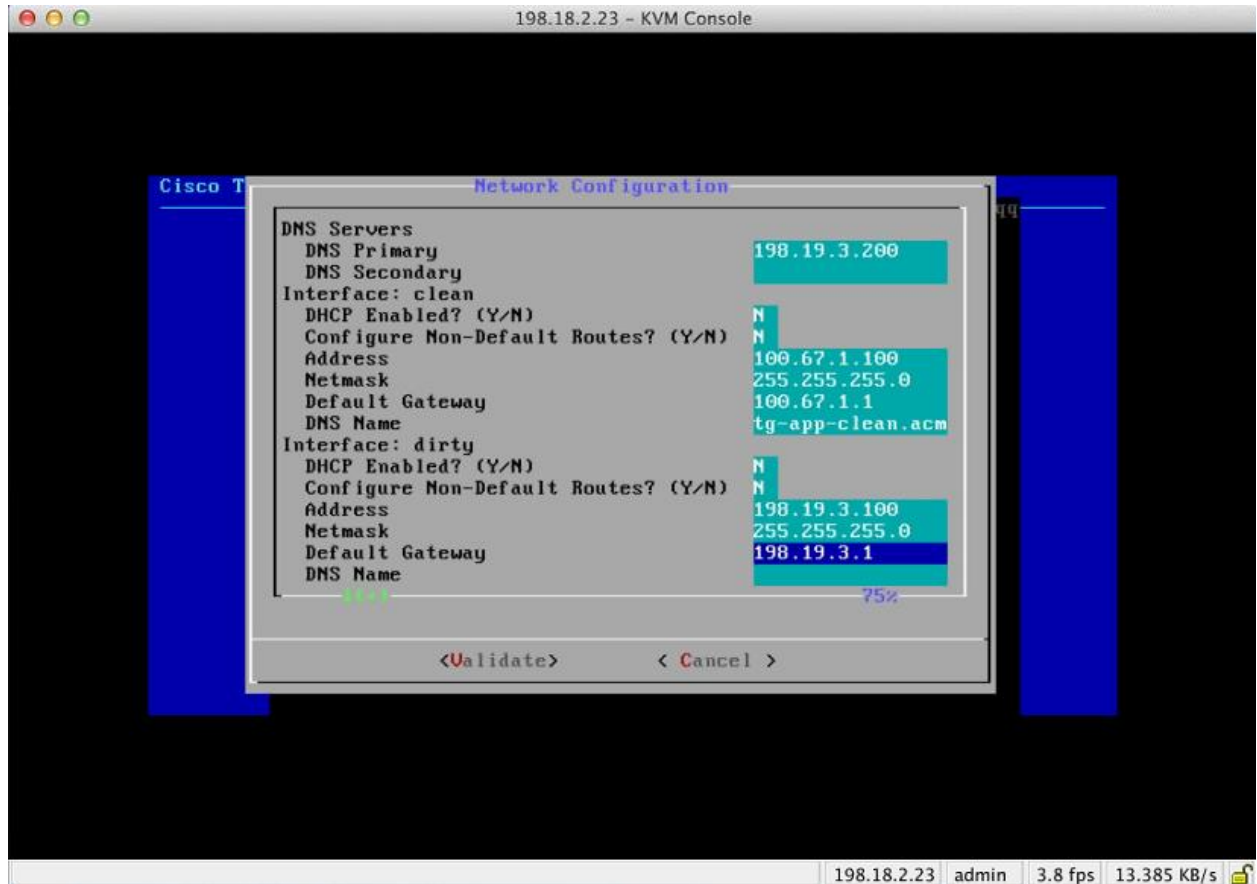 198.18.2.23 – KVM Console
Cisco T
Network Configuration
qq
DNS Servers
DNS Primary 198.19.3.200
DNS Secondary
Interface: clean
DHCP Enabled? (Y/N) N
Configure Non-Default Routes? (Y/N) N
Address 100.67.1.100
Netmask 255.255.255.0
Default Gateway 100.67.1.1
DNS Name tg-app-clean.acm
Interface: dirty
DHCP Enabled? (Y/N) N
Configure Non-Default Routes? (Y/N) N
Address 198.19.3.100
Netmask 255.255.255.0
Default Gateway 198.19.3.1
DNS Name
75%
<Validate> < Cancel >
198.18.2.23 admin 3.8 fps 13.385 KB/s